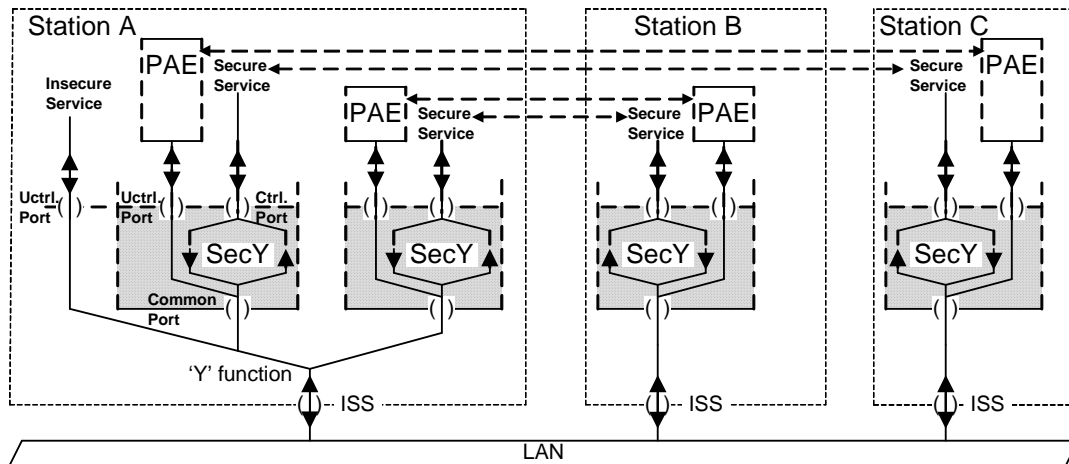 Station A
Station B
Station C
PAE
PAE
Secure
Service
Secure
Service
Insecure
Service
PAE
Secure
Service
Secure
Service
PAE
Uctrl.
Port
( )
Uctrl.
Port
( )
( )
Ctrl.
Port
( )
( )
( )
( )
( )
( )
SecY
SecY
SecY
SecY
Common
Port
( )
( )
( )
( )
‘Y’ function
( )
ISS
( )
ISS
( )
ISS
LAN